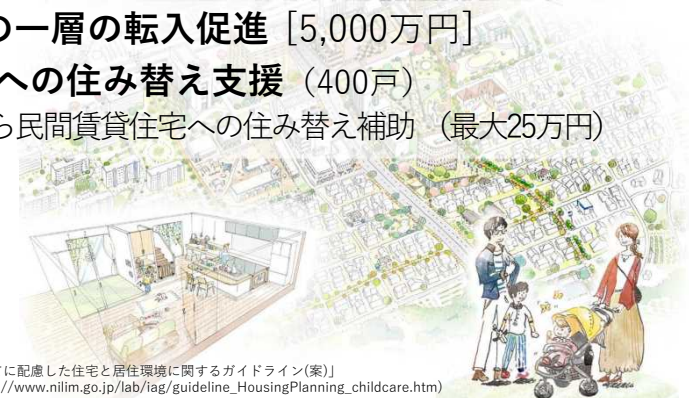 の一層の転入促進［5,000万円］
への住み替え支援（400戸）
ら民間賃貸住宅への住み替え補助 （最大25万円）
に配慮した住宅と居住環境に関するガイドライン(案)」
//www.nilim.go.jp/lab/iag/guideline_HousingPlanning_childcare.htm)